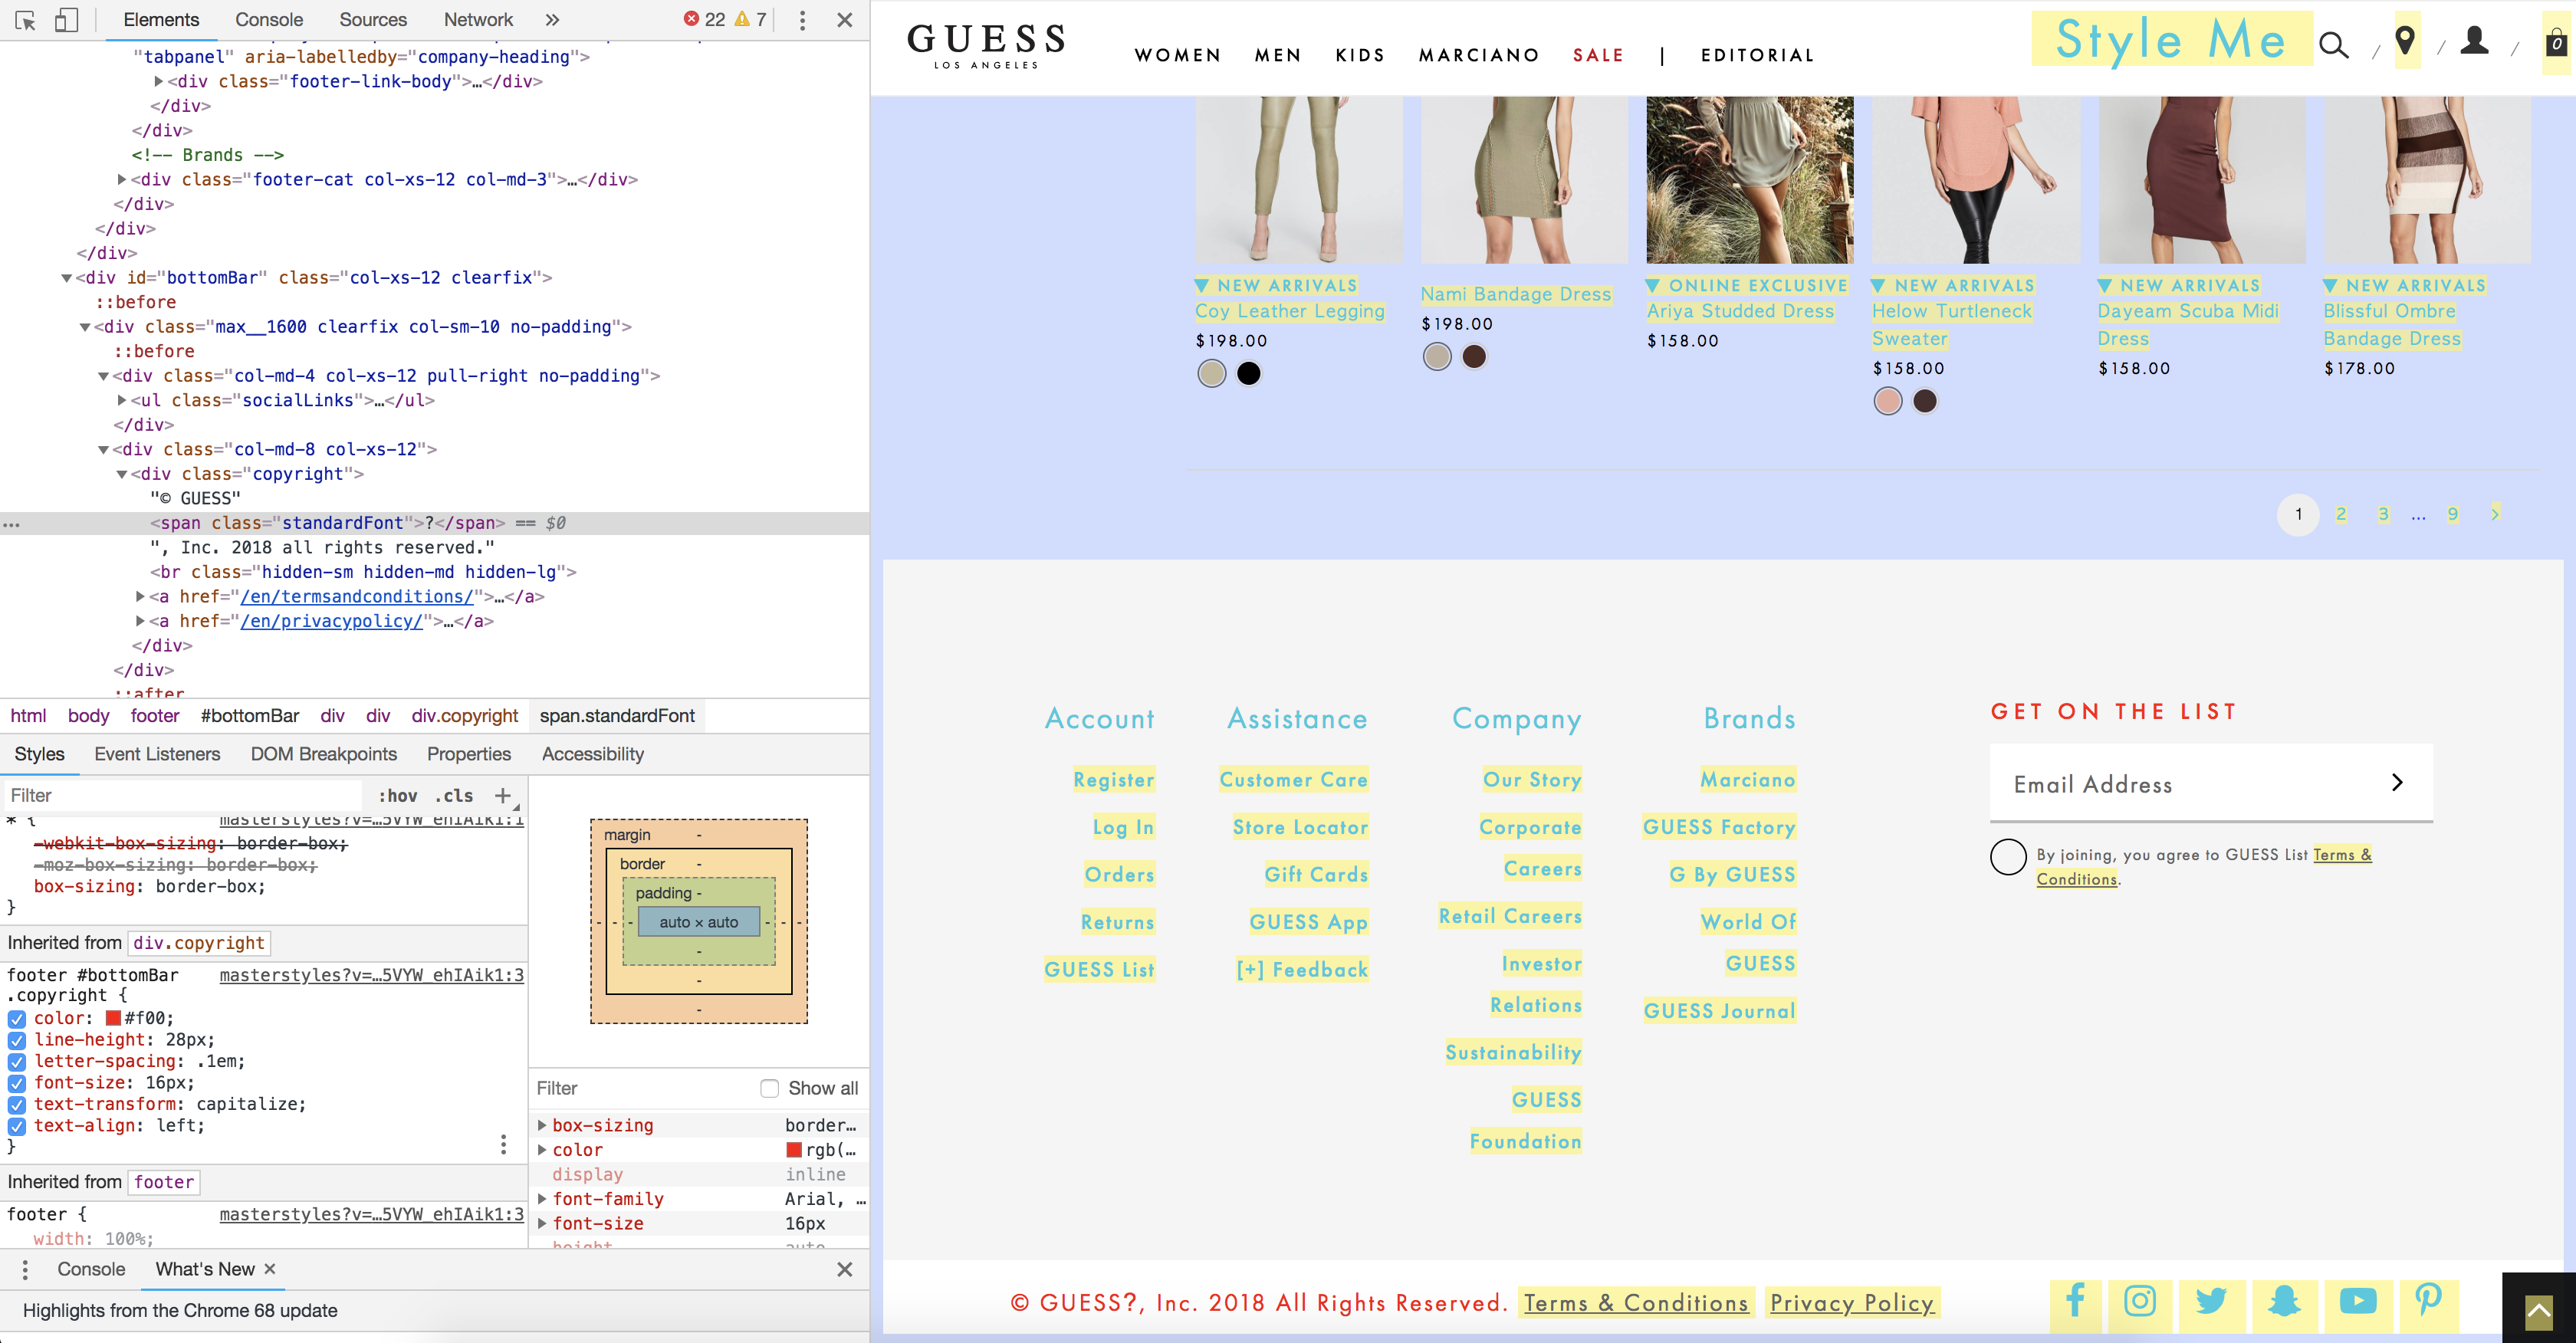 Elements Console Sources Network » 22 7
"tabpanel" aria-labelledby="company-heading">
<div class="footer-link-body">…</div>
</div>
</div>
<!-- Brands -->
<div class="footer-cat col-xs-12 col-md-3">…</div>
</div>
</div>
</div>
<div id="bottomBar" class="col-xs-12 clearfix">
::before
<div class="max__1600 clearfix col-sm-10 no-padding">
::before
<div class="col-md-4 col-xs-12 pull-right no-padding">
<ul class="socialLinks">…</ul>
</div>
<div class="col-md-8 col-xs-12">
<div class="copyright">
"© GUESS"
… <span class="standardFont">?</span> == $0
", Inc. 2018 all rights reserved."
<br class="hidden-sm hidden-md hidden-lg">
<a href="/en/termsandconditions/">…</a>
<a href="/en/privacypolicy/">…</a>
</div>
</div>
::after
html body footer #bottomBar div div div.copyright span.standardFont
Styles Event Listeners DOM Breakpoints Properties Accessibility
Filter :hov .cls +
* { masterstyles?v=…5VYW_ehIAik1:1
-webkit-box-sizing: border-box;
-moz-box-sizing: border-box;
box-sizing: border-box;
}
Inherited from div.copyright
footer #bottomBar masterstyles?v=…5VYW_ehIAik1:3
.copyright {
color: #f00;
line-height: 28px;
letter-spacing: .1em;
font-size: 16px;
text-transform: capitalize;
text-align: left;
}
Inherited from footer
footer { masterstyles?v=…5VYW_ehIAik1:3
width: 100%;
margin -
border -
padding -
- - - auto × auto - - -
-
-
-
Filter Show all
box-sizing border…
color rgb(…
display inline
font-family Arial, …
font-size 16px
height auto
Console What's New ×
Highlights from the Chrome 68 update
GUESS
LOS ANGELES
WOMEN MEN KIDS MARCIANO SALE | EDITORIAL
Style Me / / / 0
▼ NEW ARRIVALS
Coy Leather Legging
$198.00
Nami Bandage Dress
$198.00
▼ ONLINE EXCLUSIVE
Ariya Studded Dress
$158.00
▼ NEW ARRIVALS
Helow Turtleneck
Sweater
$158.00
▼ NEW ARRIVALS
Dayeam Scuba Midi
Dress
$158.00
▼ NEW ARRIVALS
Blissful Ombre
Bandage Dress
$178.00
1 2 3 ... 9 >
Account
Register
Log In
Orders
Returns
GUESS List
Assistance
Customer Care
Store Locator
Gift Cards
GUESS App
[+] Feedback
Company
Our Story
Corporate
Careers
Retail Careers
Investor
Relations
Sustainability
GUESS
Foundation
Brands
Marciano
GUESS Factory
G By GUESS
World Of
GUESS
GUESS Journal
GET ON THE LIST
Email Address
By joining, you agree to GUESS List Terms &
Conditions.
© GUESS?, Inc. 2018 All Rights Reserved. Terms & Conditions Privacy Policy